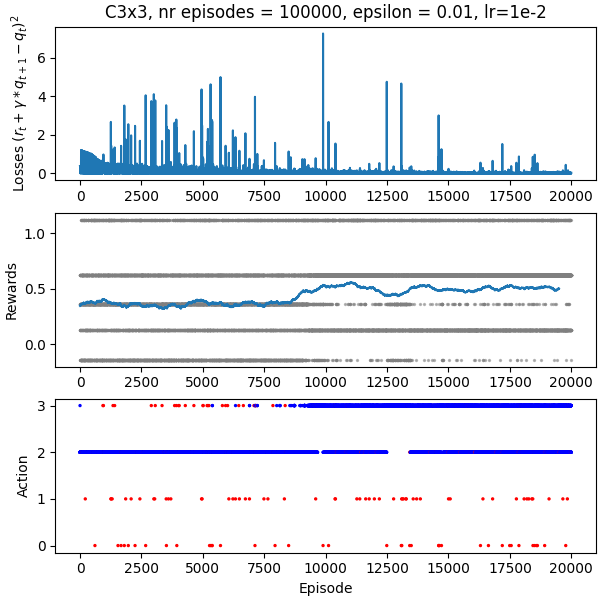 C3x3, nr episodes = 100000, epsilon = 0.01, lr=1e-2
Losses $(r_t + \gamma * q_{t+1} - q_t)^2$
6
4
2
0
0 2500 5000 7500 10000 12500 15000 17500 20000
Rewards
1.0
0.5
0.0
0 2500 5000 7500 10000 12500 15000 17500 20000
Action
3
2
1
0
0 2500 5000 7500 10000 12500 15000 17500 20000
Episode